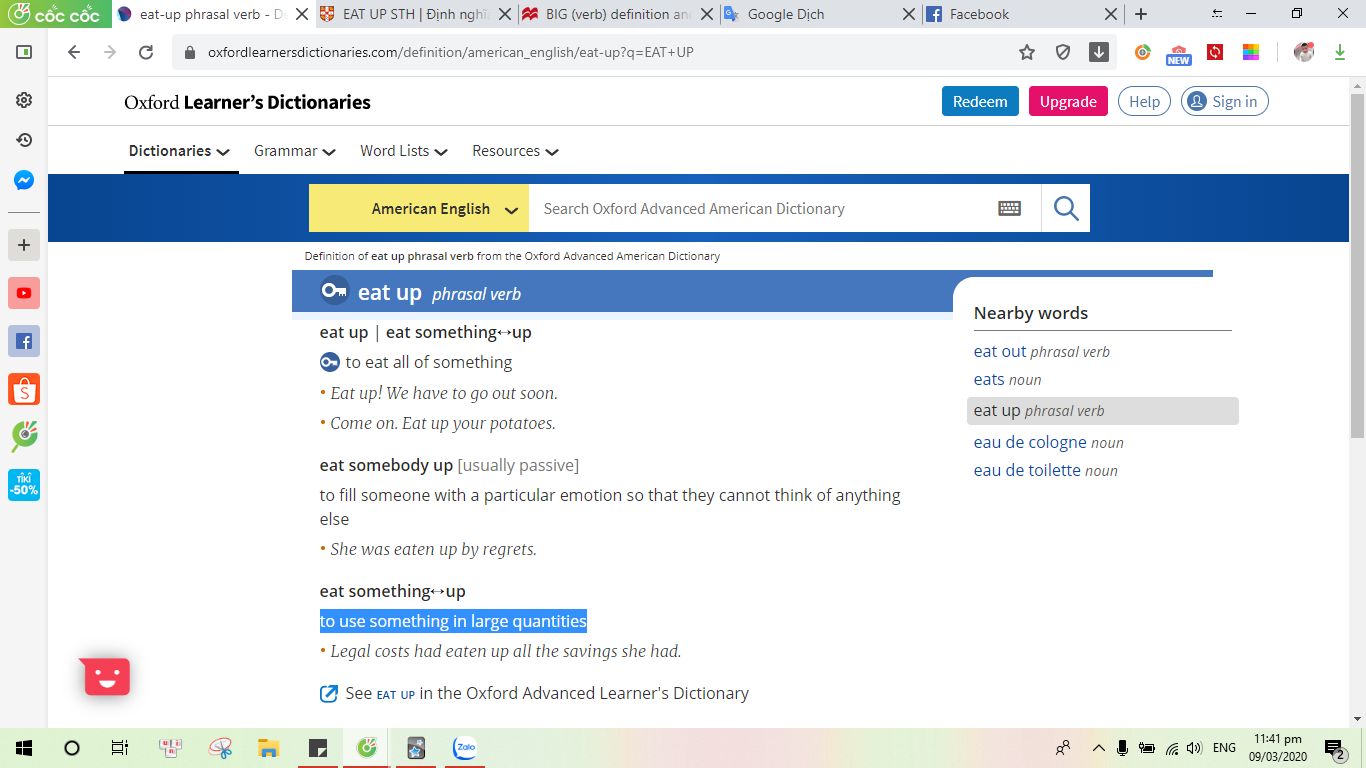 cốc cốc
eat-up phrasal verb - De
EAT UP STH | Định nghĩ
BIG (verb) definition an
Google Dịch
Facebook
oxfordlearnersdictionaries.com/definition/american_english/eat-up?q=EAT+UP
NEW
Oxford Learner's Dictionaries
Redeem
Upgrade
Help
Sign in
Dictionaries
Grammar
Word Lists
Resources
American English
Search Oxford Advanced American Dictionary
Definition of eat up phrasal verb from the Oxford Advanced American Dictionary
eat up phrasal verb
eat up | eat something↔up
to eat all of something
• Eat up! We have to go out soon.
• Come on. Eat up your potatoes.
eat somebody up [usually passive]
to fill someone with a particular emotion so that they cannot think of anything
else
• She was eaten up by regrets.
eat something↔up
to use something in large quantities
• Legal costs had eaten up all the savings she had.
See EAT UP in the Oxford Advanced Learner's Dictionary
Nearby words
eat out phrasal verb
eats noun
eat up phrasal verb
eau de cologne noun
eau de toilette noun
TIKI
-50%
Zalo
ENG
11:41 pm
09/03/2020
2